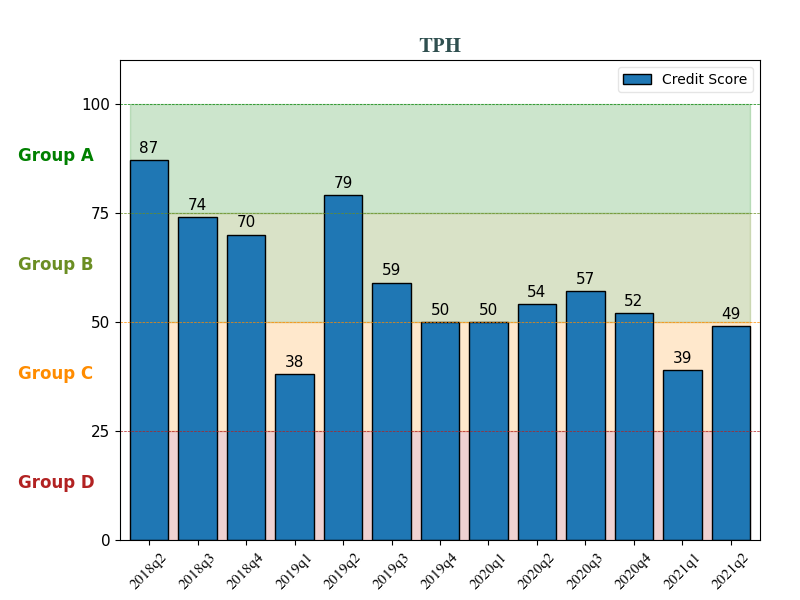 TPH
Credit Score
100
75
50
25
0
Group A
Group B
Group C
Group D
87
74
70
38
79
59
50
50
54
57
52
39
49
2018q2
2018q3
2018q4
2019q1
2019q2
2019q3
2019q4
2020q1
2020q2
2020q3
2020q4
2021q1
2021q2